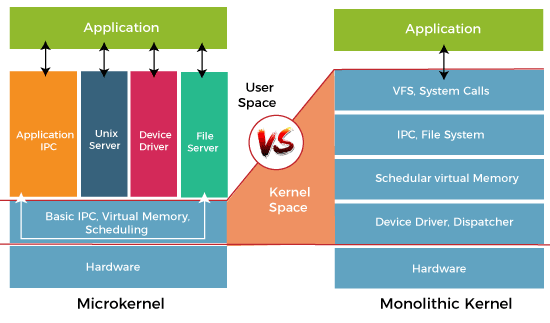 Application
Application
IPC
Unix
Server
Device
Driver
File
Server
Basic IPC, Virtual Memory,
Scheduling
Hardware
Microkernel
User
Space
VS
Kernel
Space
Application
VFS, System Calls
IPC, File System
Schedular virtual Memory
Device Driver, Dispatcher
Hardware
Monolithic Kernel